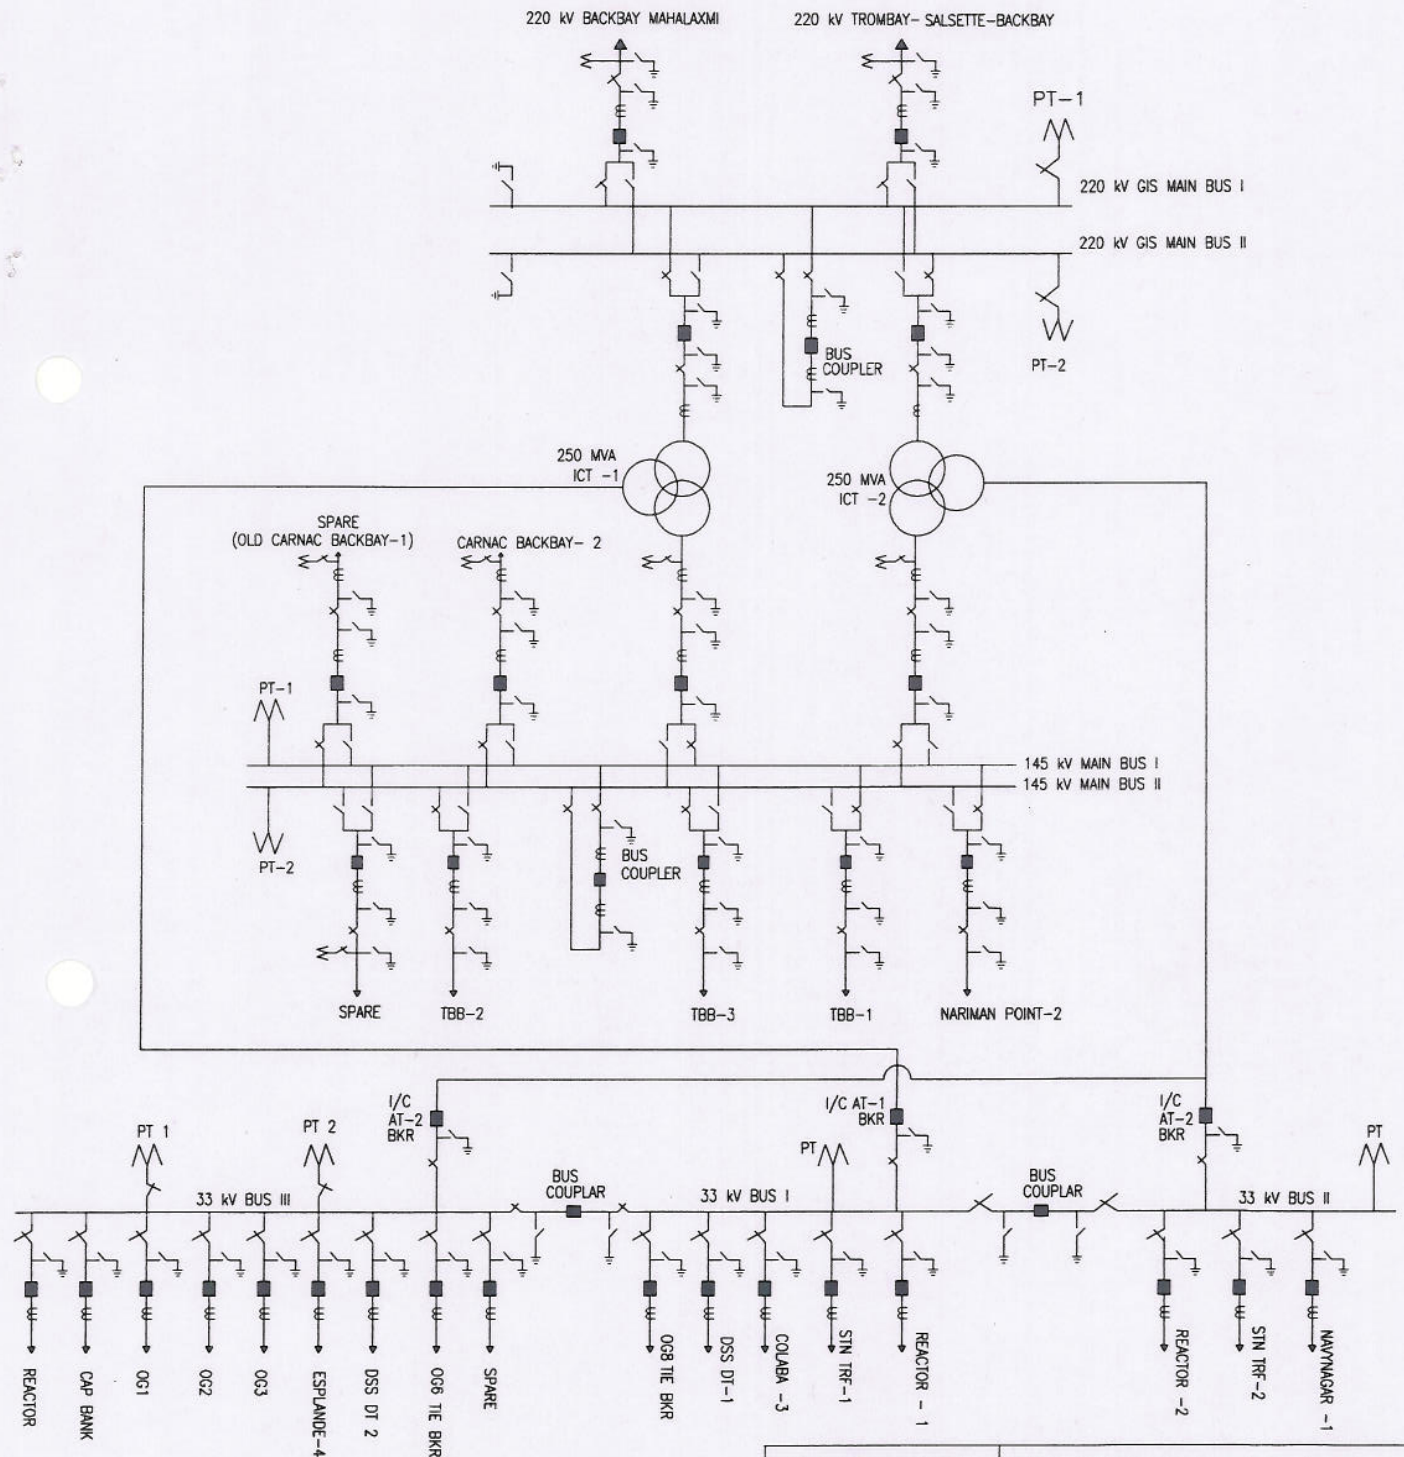 220 kV BACKBAY MAHALAXMI
220 kV TROMBAY- SALSETTE-BACKBAY
PT-1
220 kV GIS MAIN BUS I
220 kV GIS MAIN BUS II
BUS
COUPLER
PT-2
250 MVA
ICT -1
250 MVA
ICT -2
SPARE
(OLD CARNAC BACKBAY-1)
CARNAC BACKBAY- 2
PT-1
145 kV MAIN BUS I
145 kV MAIN BUS II
PT-2
BUS
COUPLER
SPARE
TBB-2
TBB-3
TBB-1
NARIMAN POINT-2
I/C
AT-2
BKR
I/C AT-1
BKR
I/C
AT-2
BKR
PT 1
PT 2
PT
PT
BUS
COUPLAR
BUS
COUPLAR
33 kV BUS III
33 kV BUS I
33 kV BUS II
REACTOR
CAP BANK
OG1
OG2
OG3
ESPLANDE-4
DSS DT 2
OG6 TIE BKR
SPARE
OG8 TIE BKR
DSS DT-1
COLABA -3
STN TRF-1
REACTOR - 1
REACTOR -2
STN TRF-2
NAVYNAGAR -1